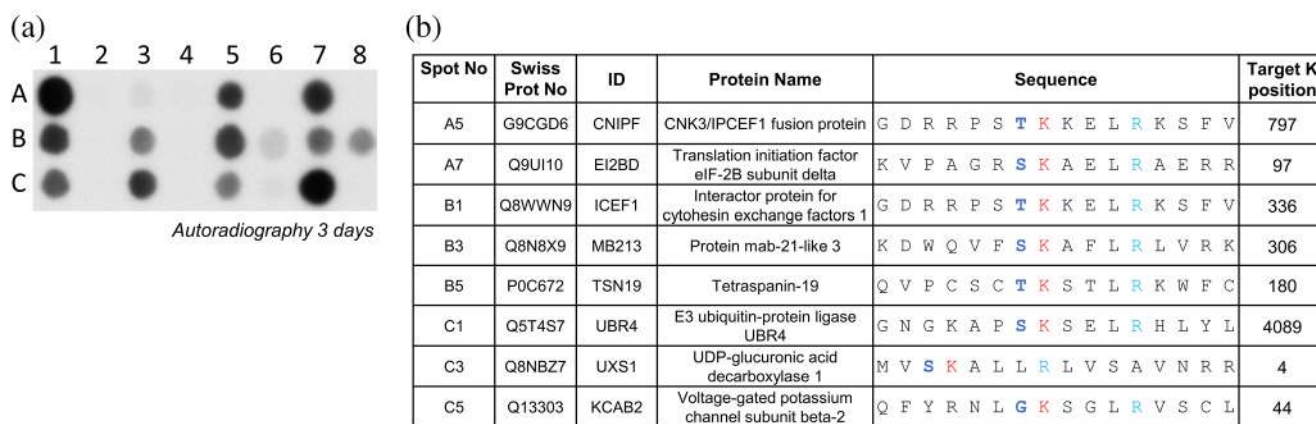 (a)
1 2 3 4 5 6 7 8
A
B
C
Autoradiography 3 days
(b)
Spot No Swiss Prot No ID Protein Name Sequence Target K position
A5 G9CGD6 CNIPF CNK3/IPCEF1 fusion protein G D R R P S T K K E L R K S F V 797
A7 Q9UI10 EI2BD Translation initiation factor eIF-2B subunit delta K V P A G R S K A E L R A E R R 97
B1 Q8WWN9 ICEF1 Interactor protein for cytohesin exchange factors 1 G D R R P S T K K E L R K S F V 336
B3 Q8N8X9 MB213 Protein mab-21-like 3 K D W Q V F S K A F L R L V R K 306
B5 P0C672 TSN19 Tetraspanin-19 Q V P C S C T K S T L R K W F C 180
C1 Q5T4S7 UBR4 E3 ubiquitin-protein ligase UBR4 G N G K A P S K S E L R H L Y L 4089
C3 Q8NBZ7 UXS1 UDP-glucuronic acid decarboxylase 1 M V S K A L L R L V S A V N R R 4
C5 Q13303 KCAB2 Voltage-gated potassium channel subunit beta-2 Q F Y R N L G K S G L R V S C L 44